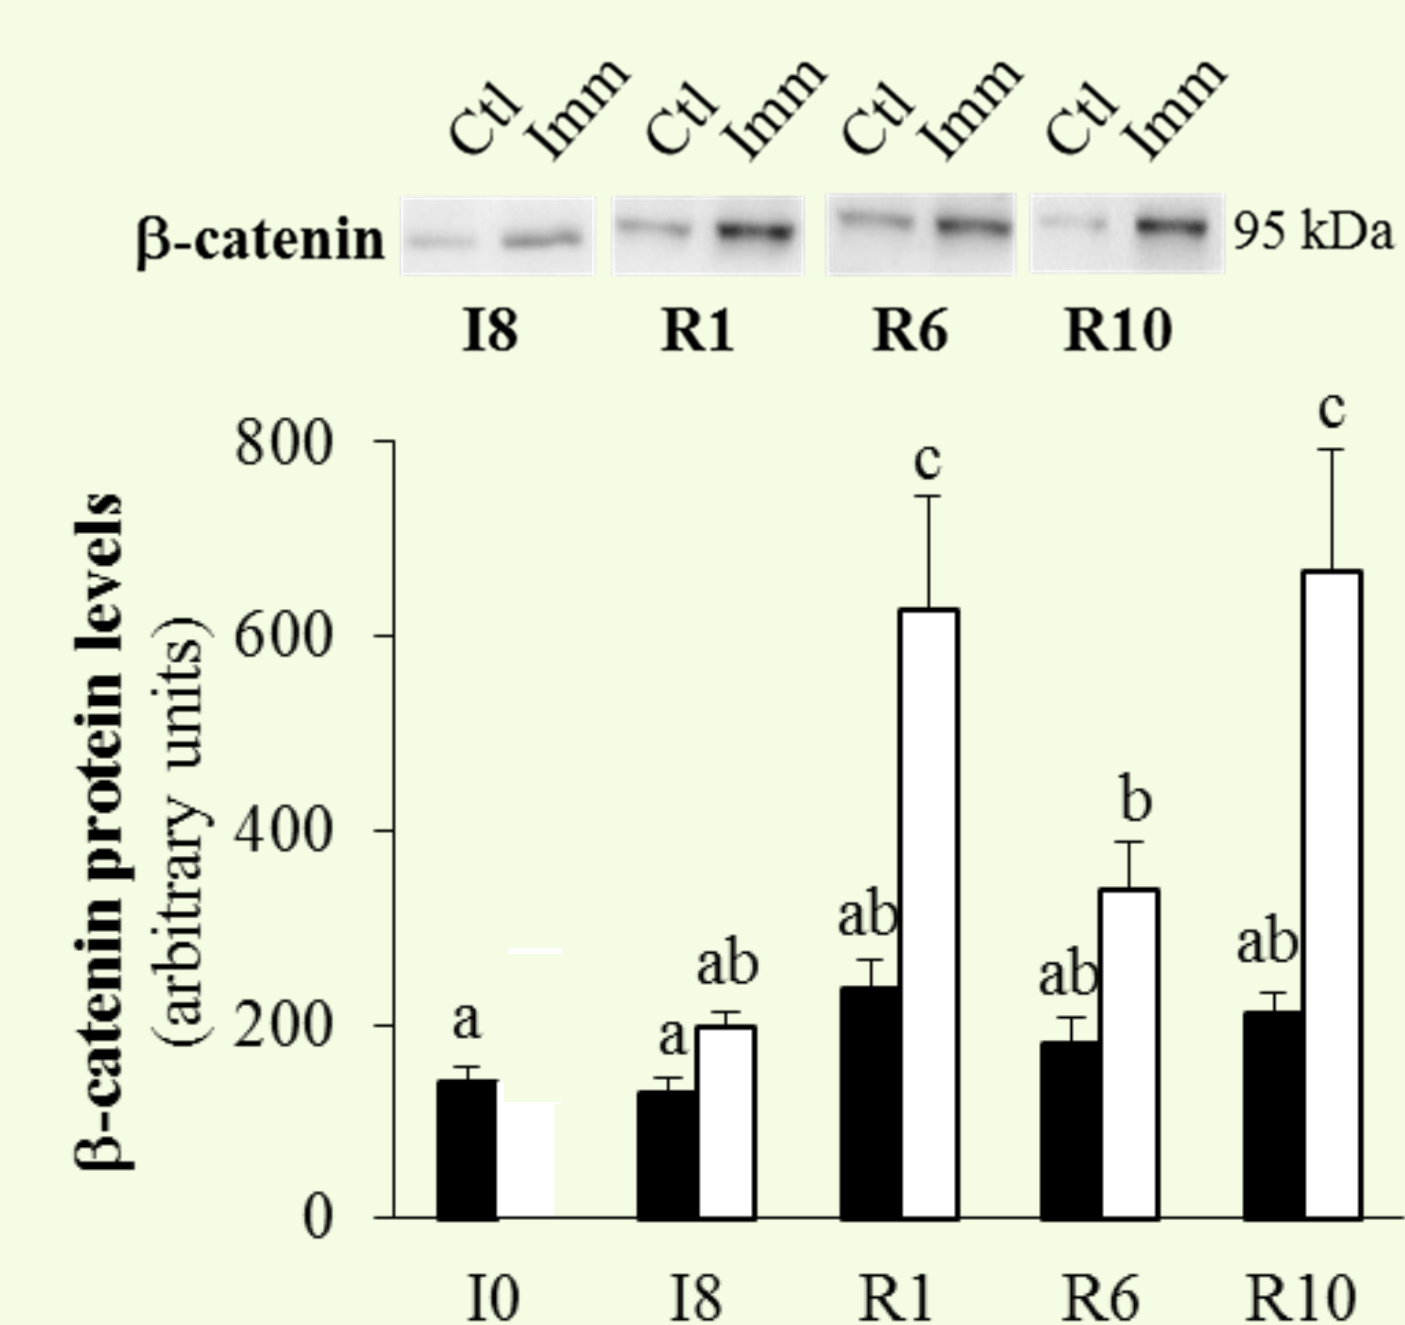 Ctl Imm Ctl Imm Ctl Imm Ctl Imm
β-catenin 95 kDa
I8 R1 R6 R10
β-catenin protein levels
(arbitrary units)
800
600
400
200
0
a
a ab
ab c
ab b
ab c
I0 I8 R1 R6 R10